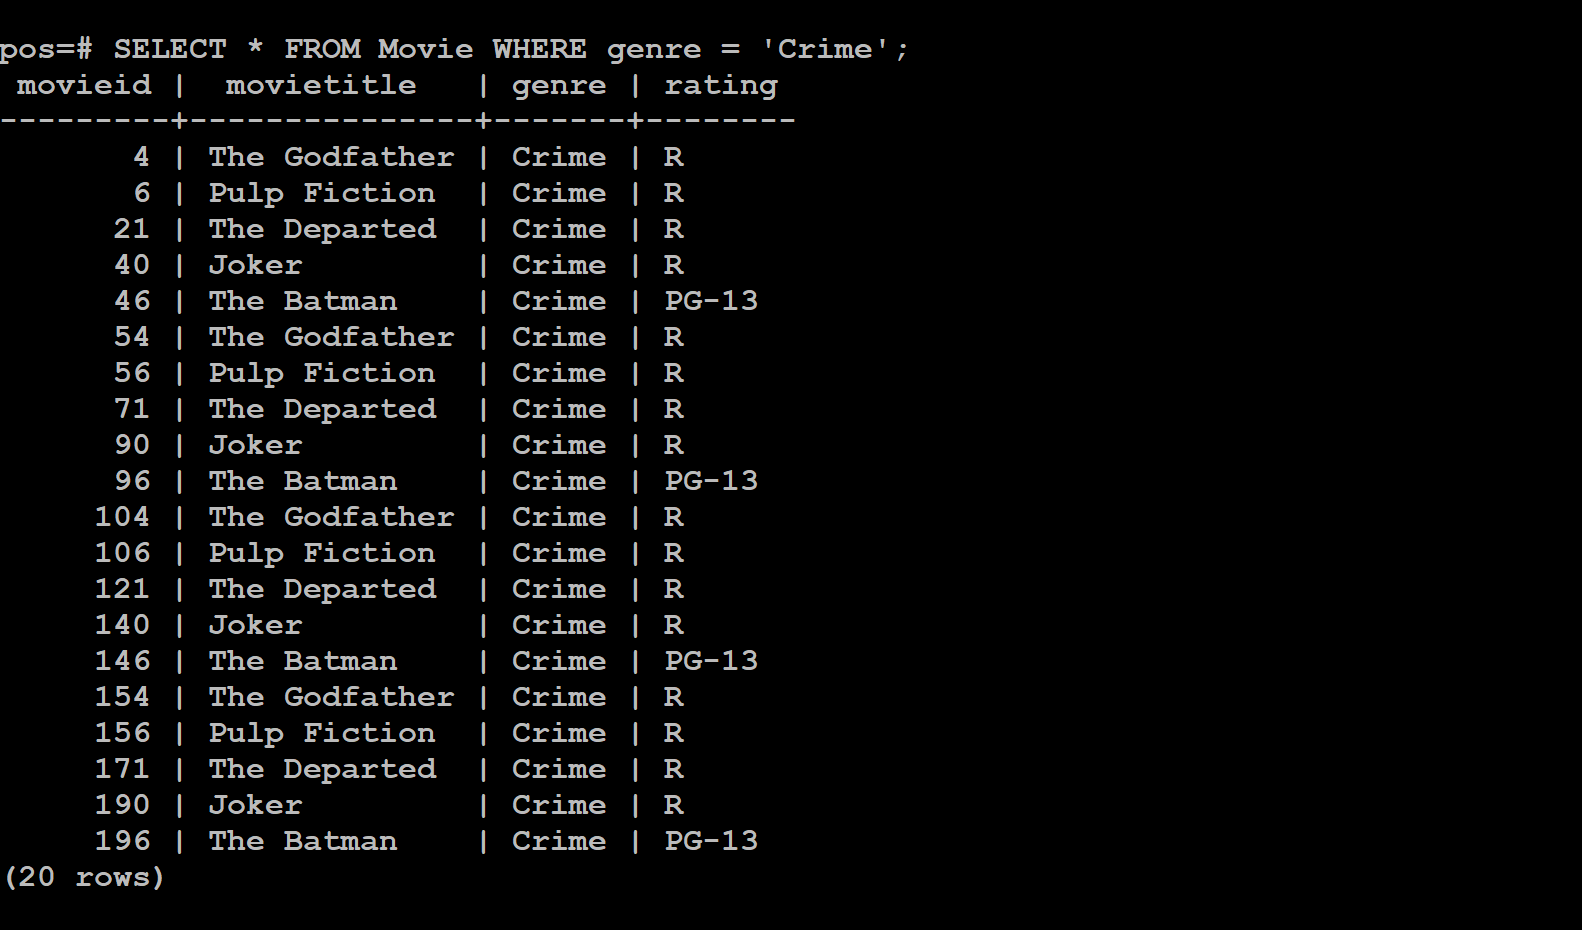 pos=# SELECT * FROM Movie WHERE genre = 'Crime';
 movieid |  movietitle   | genre | rating
---------+---------------+-------+--------
       4 | The Godfather | Crime | R
       6 | Pulp Fiction  | Crime | R
      21 | The Departed  | Crime | R
      40 | Joker         | Crime | R
      46 | The Batman    | Crime | PG-13
      54 | The Godfather | Crime | R
      56 | Pulp Fiction  | Crime | R
      71 | The Departed  | Crime | R
      90 | Joker         | Crime | R
      96 | The Batman    | Crime | PG-13
     104 | The Godfather | Crime | R
     106 | Pulp Fiction  | Crime | R
     121 | The Departed  | Crime | R
     140 | Joker         | Crime | R
     146 | The Batman    | Crime | PG-13
     154 | The Godfather | Crime | R
     156 | Pulp Fiction  | Crime | R
     171 | The Departed  | Crime | R
     190 | Joker         | Crime | R
     196 | The Batman    | Crime | PG-13
(20 rows)